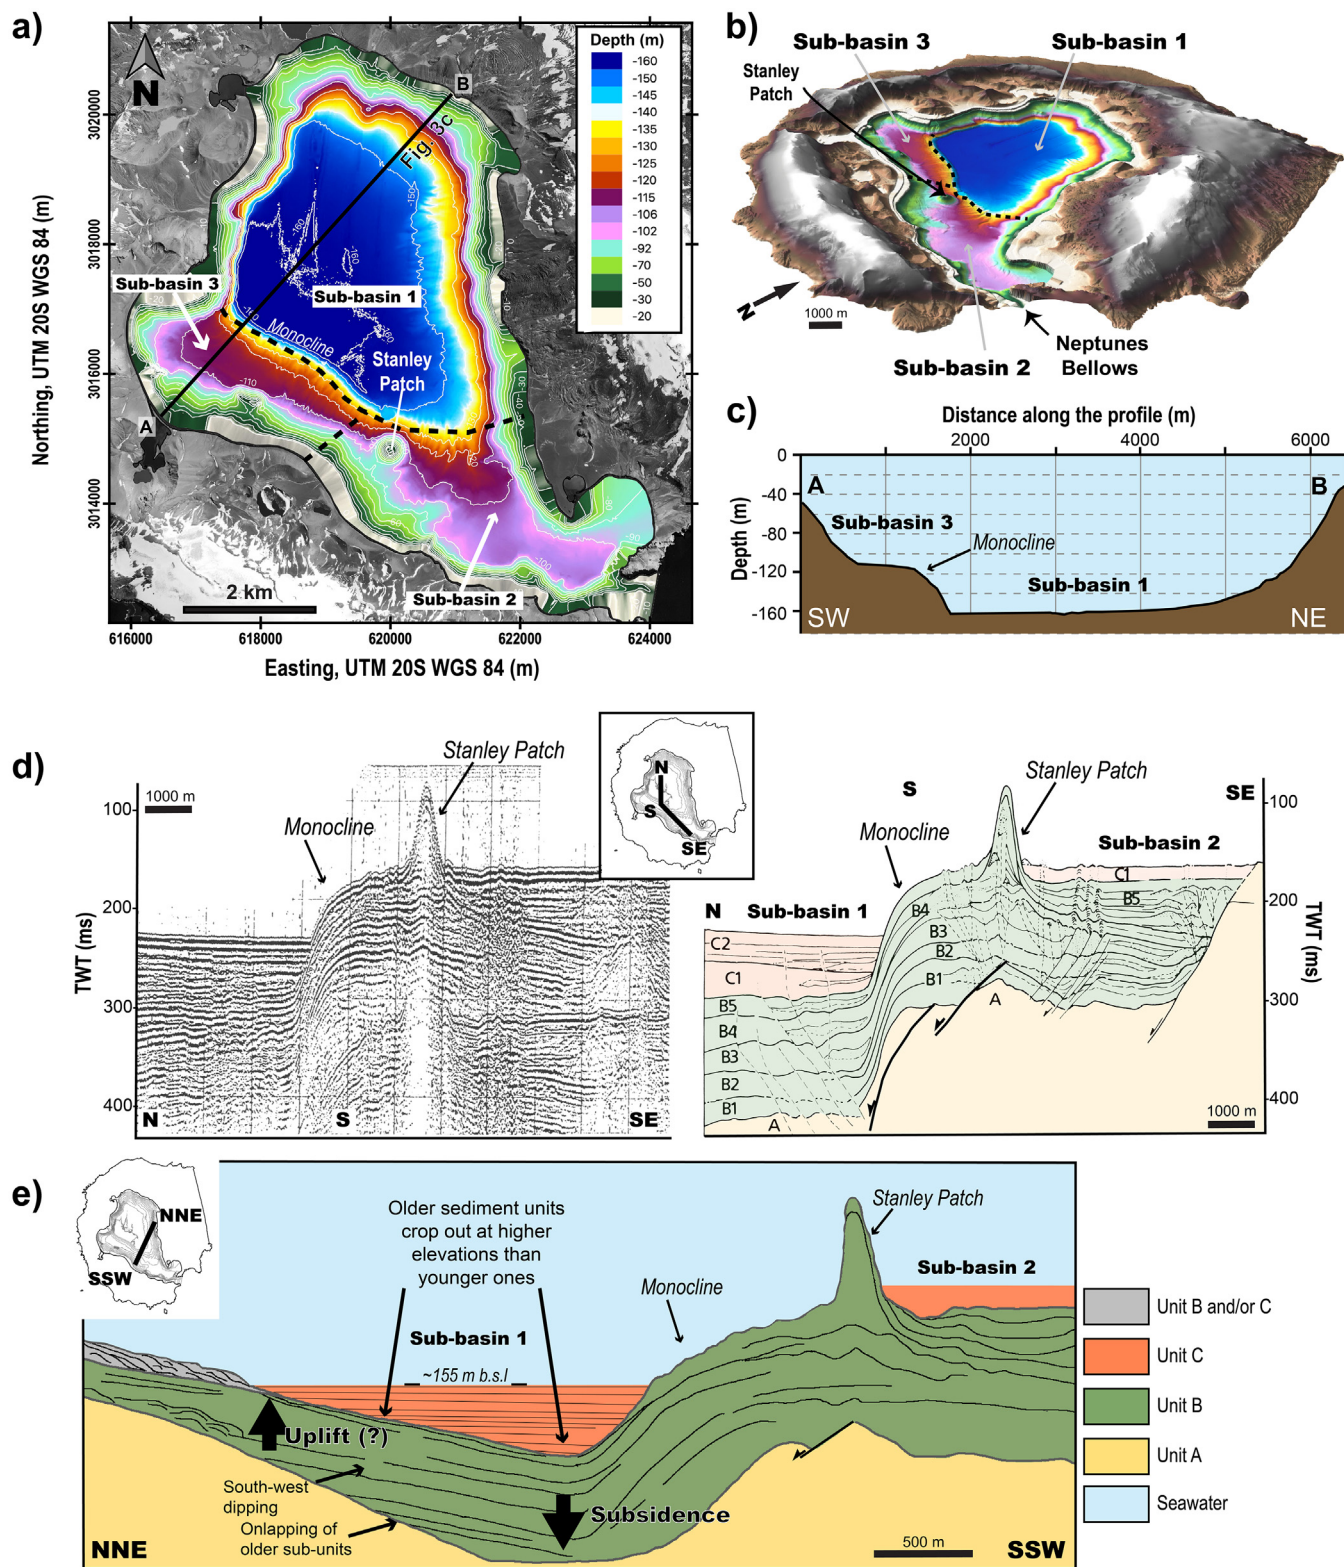 a)
N
3020000
3018000
3016000
3014000
Northing, UTM 20S WGS 84 (m)
616000
618000
620000
622000
624000
Easting, UTM 20S WGS 84 (m)
Depth (m)
-160
-150
-145
-140
-135
-130
-125
-120
-115
-106
-102
-92
-70
-50
-30
-20
B
Fig. 3c
-150
-160
-160
-160
0
-10
Sub-basin 3
Sub-basin 1
Monocline
Stanley
Patch
-110
A
-90
-100
Sub-basin 2
2 km
b)
Sub-basin 3
Sub-basin 1
Stanley
Patch
N
1000 m
Sub-basin 2
Neptunes
Bellows
c)
Distance along the profile (m)
2000
4000
6000
Depth (m)
0
-40
-80
-120
-160
A
B
Sub-basin 3
Monocline
Sub-basin 1
SW
NE
d)
1000 m
Stanley Patch
Monocline
TWT (ms)
100
200
300
400
N
S
SE
N
S
SE
S
SE
Stanley Patch
Monocline
Sub-basin 2
N
Sub-basin 1
C1
B5
B4
B3
B2
B1
A
C2
C1
B5
B4
B3
B2
B1
A
100
200
300
400
TWT (ms)
1000 m
e)
NNE
SSW
Older sediment units
crop out at higher
elevations than
younger ones
Sub-basin 1
~155 m b.s.l
Monocline
Stanley Patch
Sub-basin 2
Uplift (?)
South-west
dipping
Onlapping of
older sub-units
Subsidence
NNE
500 m
SSW
Unit B and/or C
Unit C
Unit B
Unit A
Seawater